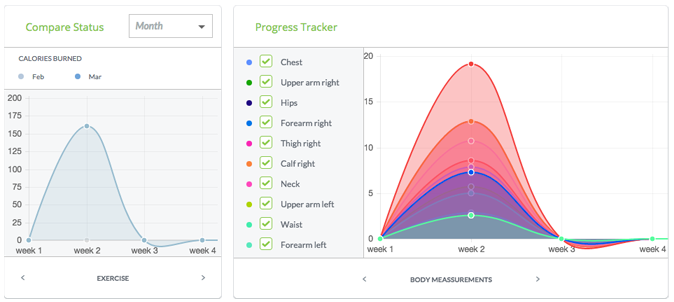 Compare Status
Month
CALORIES BURNED
Feb Mar
200
175
150
125
100
75
50
25
0
week 1 week 2 week 3 week 4
EXERCISE
Progress Tracker
Chest
Upper arm right
Hips
Forearm right
Thigh right
Calf right
Neck
Upper arm left
Waist
Forearm left
20
15
10
5
0
week 1 week 2 week 3 week 4
BODY MEASSUREMENTS